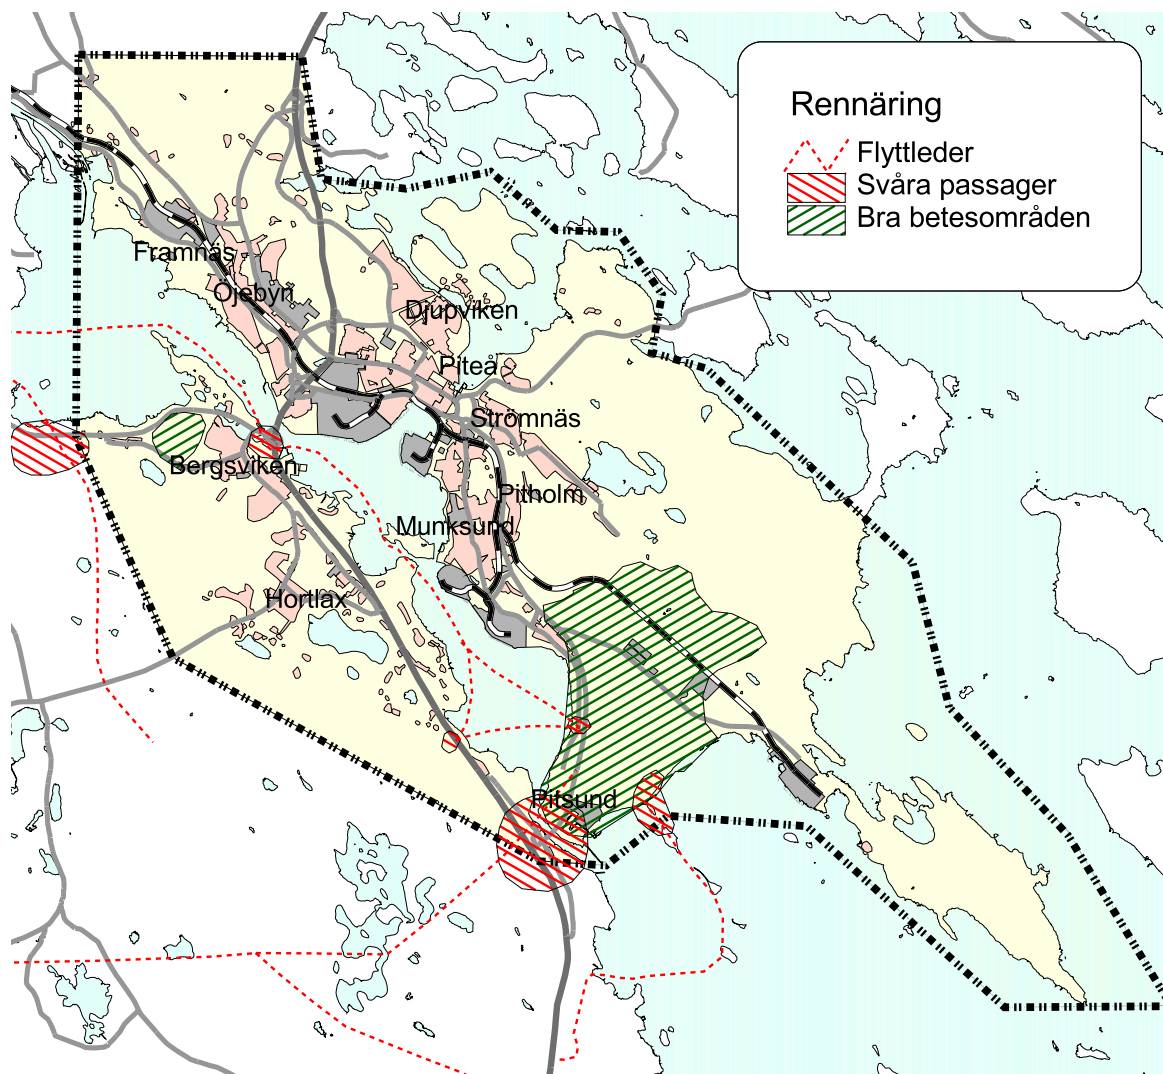 Rennäring
Flyttleder
Svåra passager
Bra betesområden
Framnäs
Öjebyn
Djupviken
Piteå
Strömnäs
Bergsviken
Pitholm
Munksund
Hortlax
Pitsund